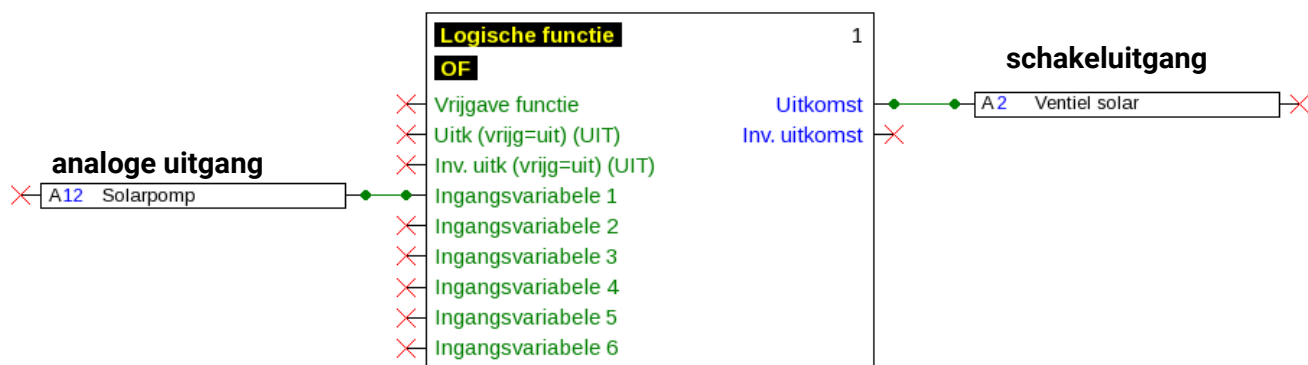 Logische functie 1
OF
schakeluitgang
Vrijgave functie Uitkomst A2 Ventiel solar
Uitk (vrijg=uit) (UIT) Inv. uitkomst
analoge uitgang
Inv. uitk (vrijg=uit) (UIT)
A12 Solarpomp Ingangsvariabele 1
Ingangsvariabele 2
Ingangsvariabele 3
Ingangsvariabele 4
Ingangsvariabele 5
Ingangsvariabele 6